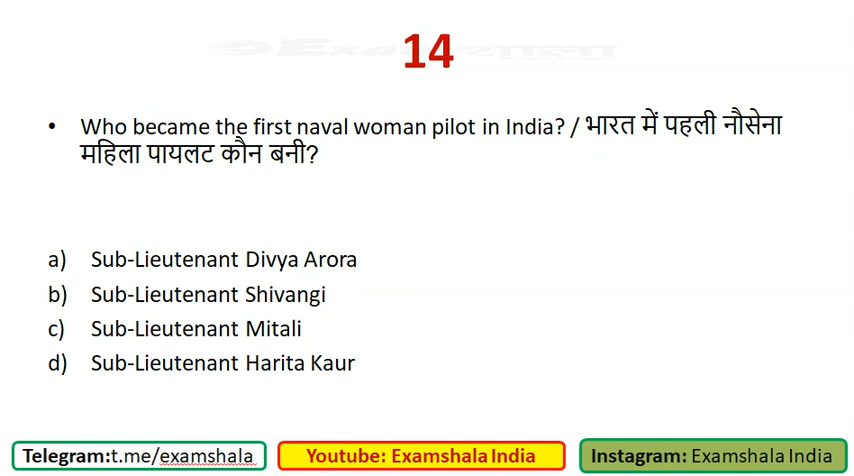 14
• Who became the first naval woman pilot in India? / भारत में पहली नौसेना
महिला पायलट कौन बनी?
a) Sub-Lieutenant Divya Arora
b) Sub-Lieutenant Shivangi
c) Sub-Lieutenant Mitali
d) Sub-Lieutenant Harita Kaur
Telegram:t.me/examshala
Youtube: Examshala India
Instagram: Examshala India